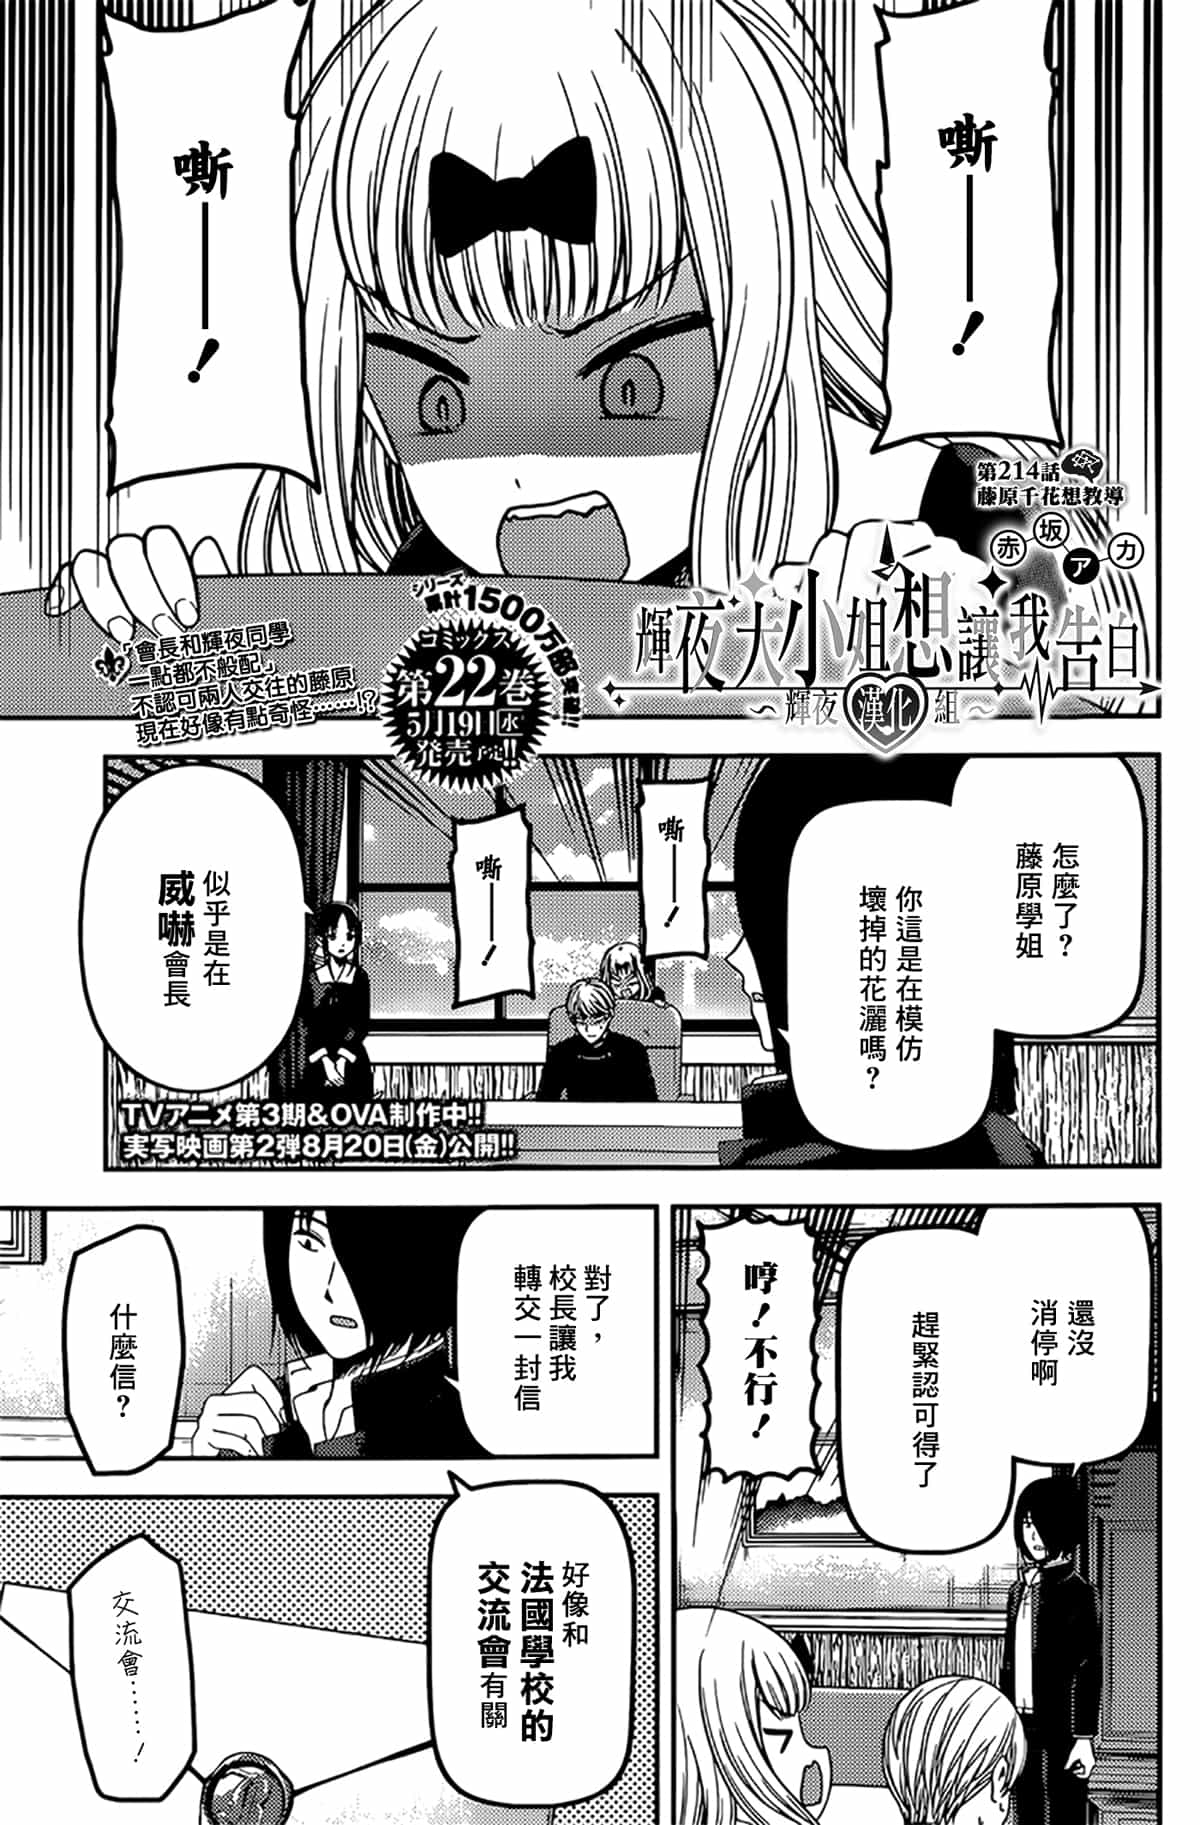 嘶——！
嘶——！
第214話
藤原千花想教導
赤坂アカ
輝夜大小姐想讓我告白
～輝夜漢化組～
「會長和輝夜同學
一點都不般配」
不認可兩人交往的藤原
現在好像有點奇怪……!?
シリーズ
累計1500万部
コミックス
第22巻
5月19日(水)
発売予定!!
怎麼了？
藤原學姐
你這是在模仿
壞掉的花灑嗎？
嘶——！
嘶——！
似乎是在
威嚇會長
TVアニメ第3期&OVA制作中!!
実写映画第2弾8月20日(金)公開!!
還沒
消停啊
趕緊認可得了
哼！不行！
對了，
校長讓我
轉交一封信
什麼信？
好像和
法國學校的
交流會有關
交流會……！